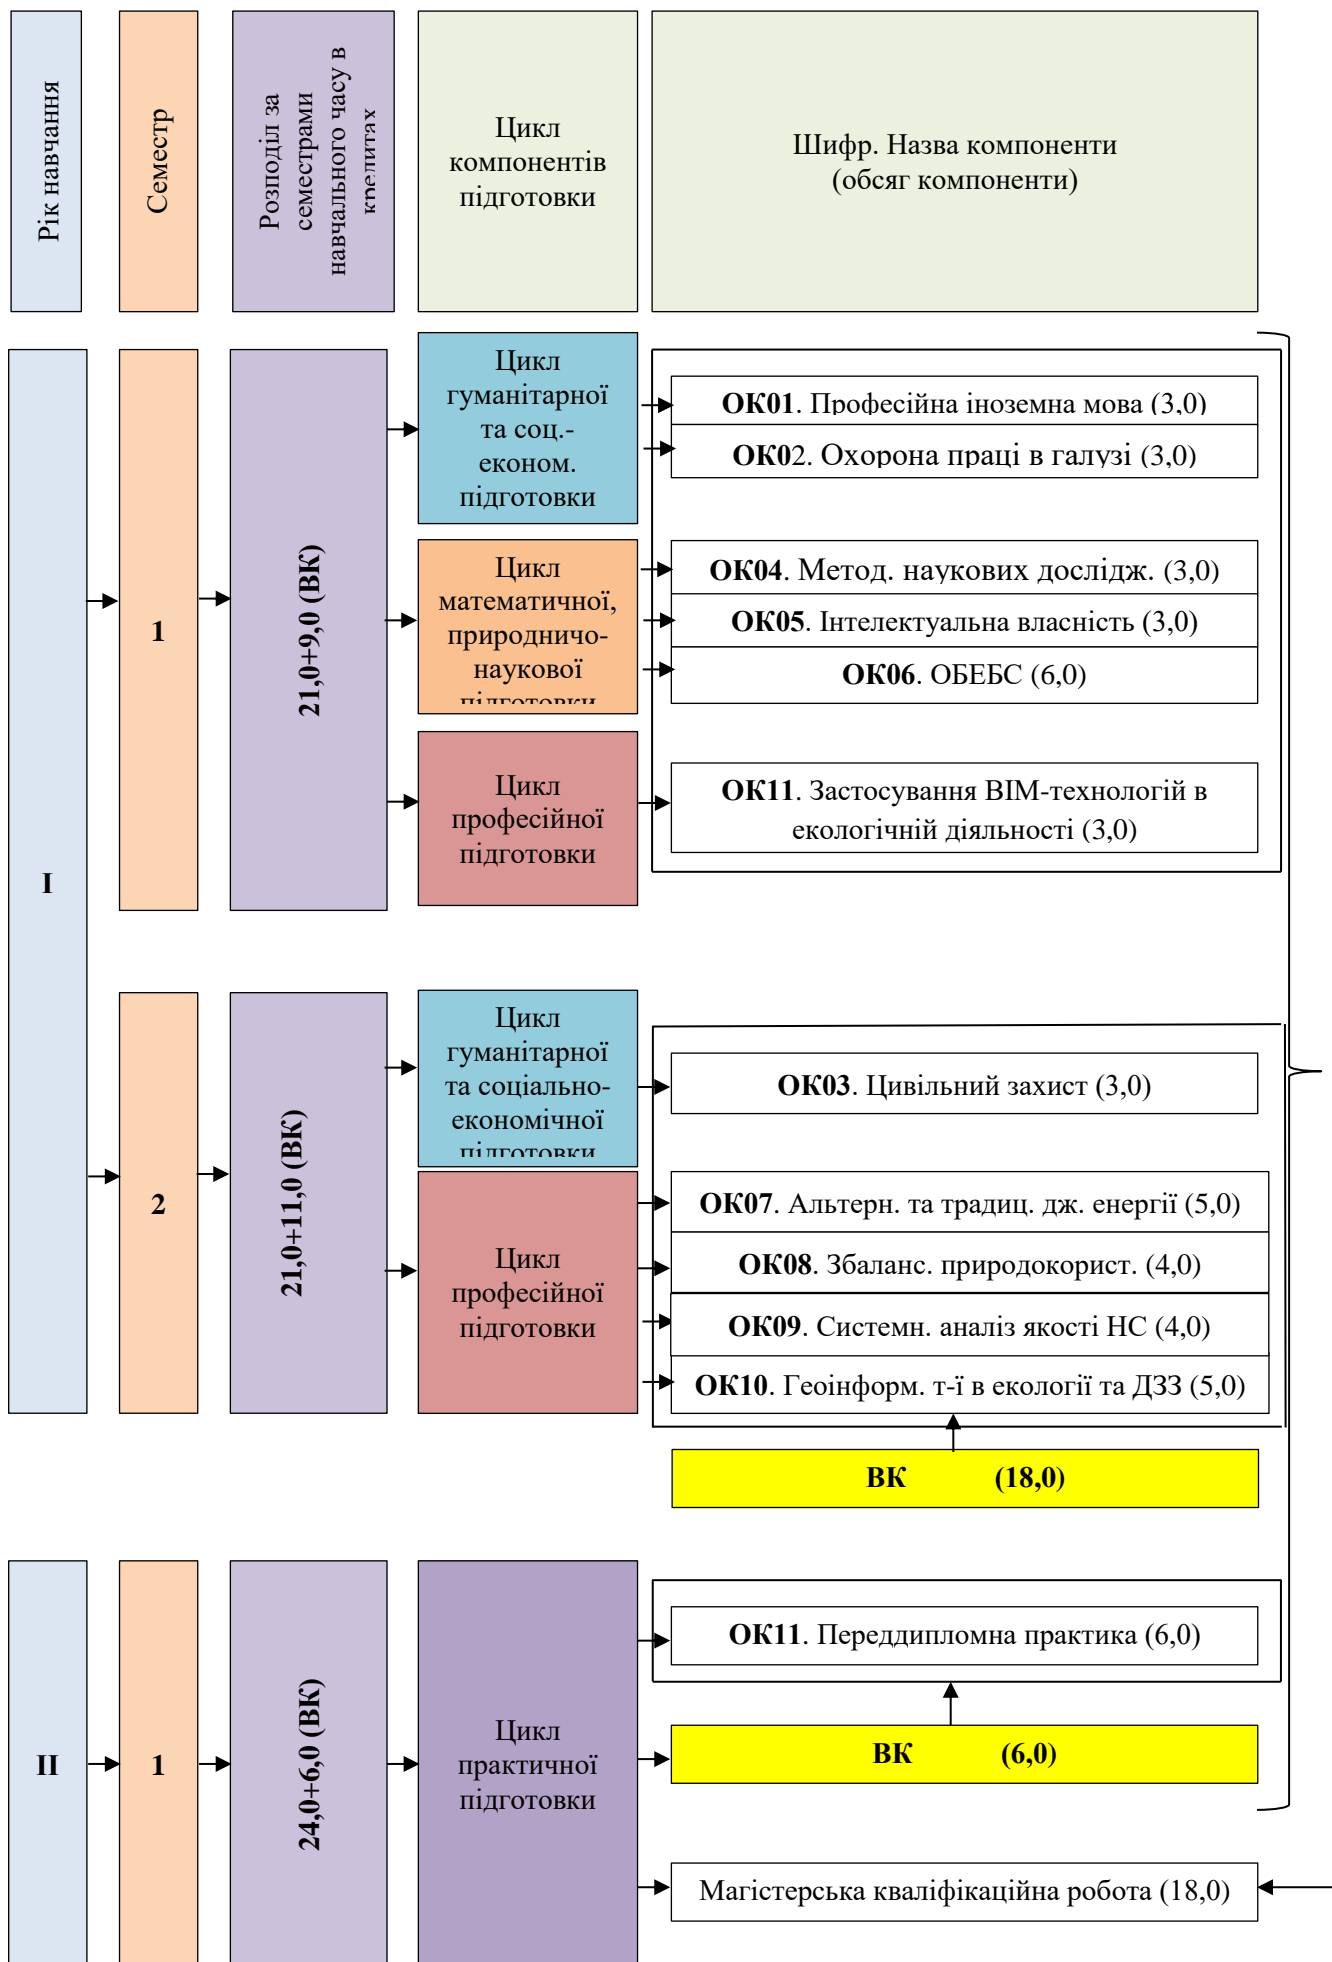 Рік навчання
Семестр
Розподіл за
семестрами
навчального часу в
кредитах
Цикл
компонентів
підготовки
Шифр. Назва компоненти
(обсяг компоненти)
I
1
21,0+9,0 (ВК)
Цикл
гуманітарної
та соц.-
економ.
підготовки
ОК01. Професійна іноземна мова (3,0)
ОК02. Охорона праці в галузі (3,0)
Цикл
математичної,
природничо-
наукової
підготовки
ОК04. Метод. наукових дослідж. (3,0)
ОК05. Інтелектуальна власність (3,0)
ОК06. ОБЕБС (6,0)
Цикл
професійної
підготовки
ОК11. Застосування ВІМ-технологій в
екологічній діяльності (3,0)
2
21,0+11,0 (ВК)
Цикл
гуманітарної
та соціально-
економічної
підготовки
ОК03. Цивільний захист (3,0)
Цикл
професійної
підготовки
ОК07. Альтерн. та традиц. дж. енергії (5,0)
ОК08. Збаланс. природокорист. (4,0)
ОК09. Системн. аналіз якості НС (4,0)
ОК10. Геоінформ. т-ї в екології та ДЗЗ (5,0)
ВК (18,0)
II
1
24,0+6,0 (ВК)
Цикл
практичної
підготовки
ОК11. Переддипломна практика (6,0)
ВК (6,0)
Магістерська кваліфікаційна робота (18,0)